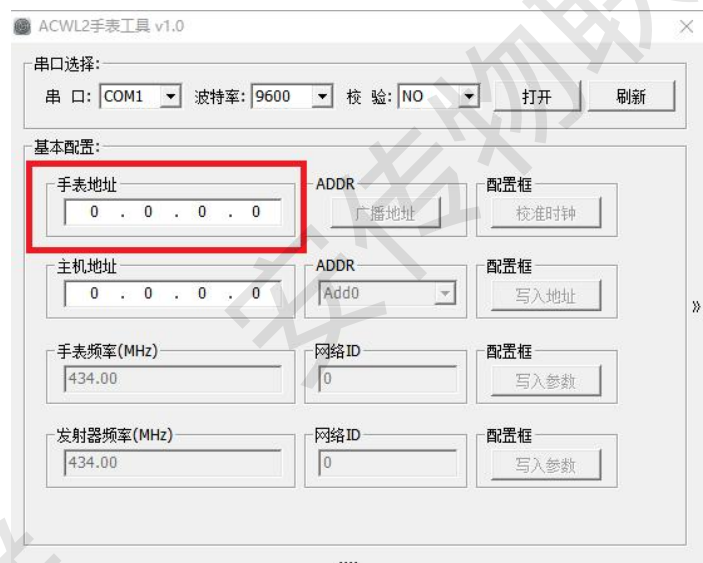 ACWL2手表工具 v1.0
串口选择:
串 口: COM1 波特率: 9600 校 验: NO 打开 刷新
基本配置:
手表地址 ADDR 配置框
0 . 0 . 0 . 0 广播地址 校准时钟
主机地址 ADDR 配置框
0 . 0 . 0 . 0 Add0 写入地址
»
手表频率(MHz) 网络ID 配置框
434.00 0 写入参数
发射器频率(MHz) 网络ID 配置框
434.00 0 写入参数
安传物联